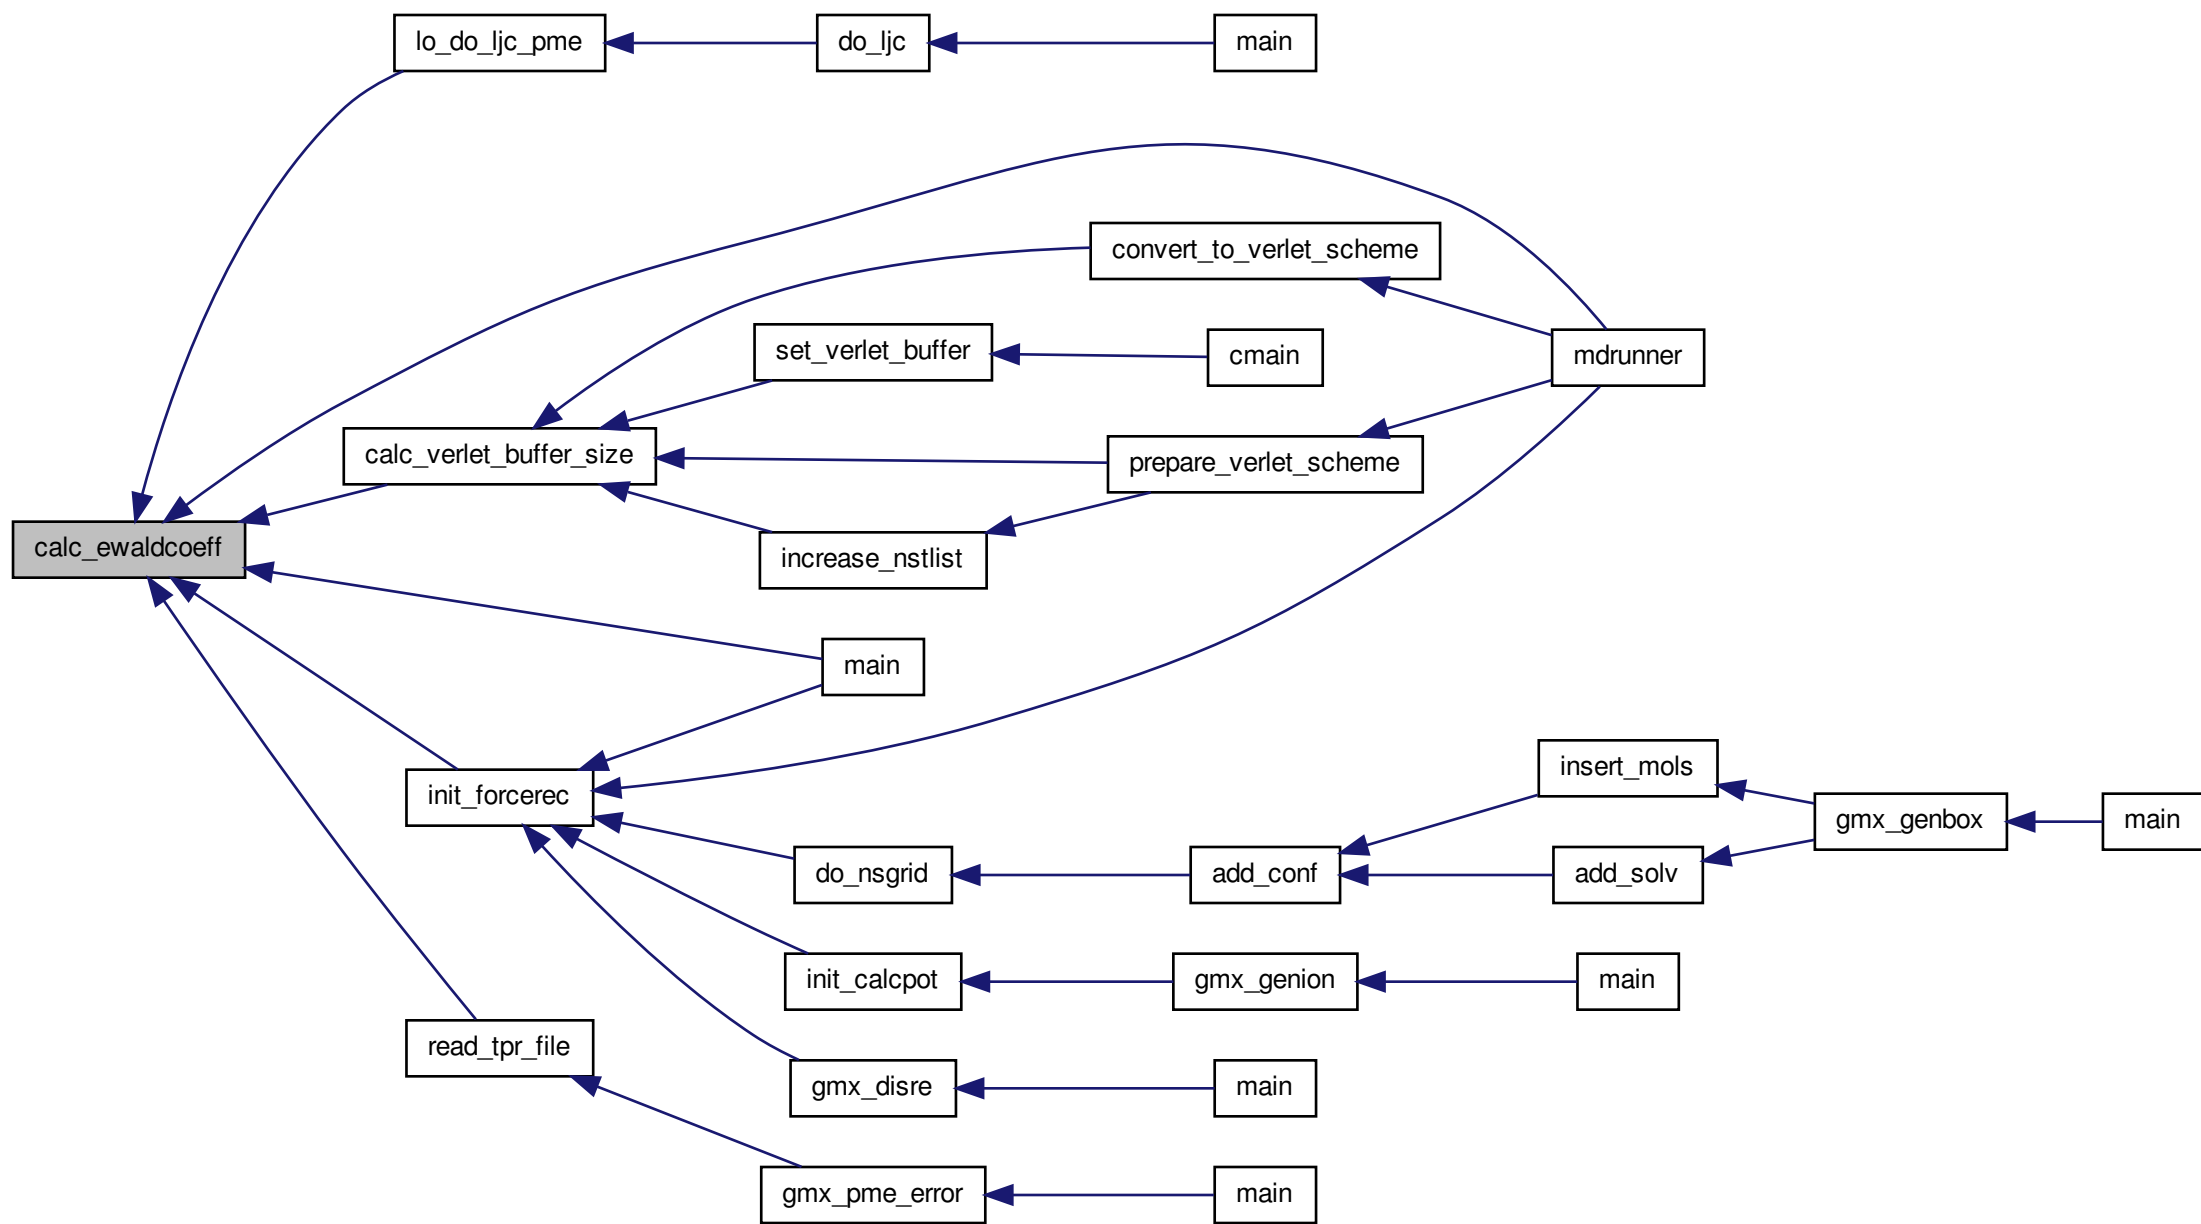 lo_do_ljc_pme
do_ljc
main
convert_to_verlet_scheme
set_verlet_buffer
cmain
mdrunner
calc_verlet_buffer_size
prepare_verlet_scheme
calc_ewaldcoeff
increase_nstlist
main
init_forcerec
insert_mols
gmx_genbox
main
do_nsgrid
add_conf
add_solv
init_calcpot
gmx_genion
main
read_tpr_file
gmx_disre
main
gmx_pme_error
main